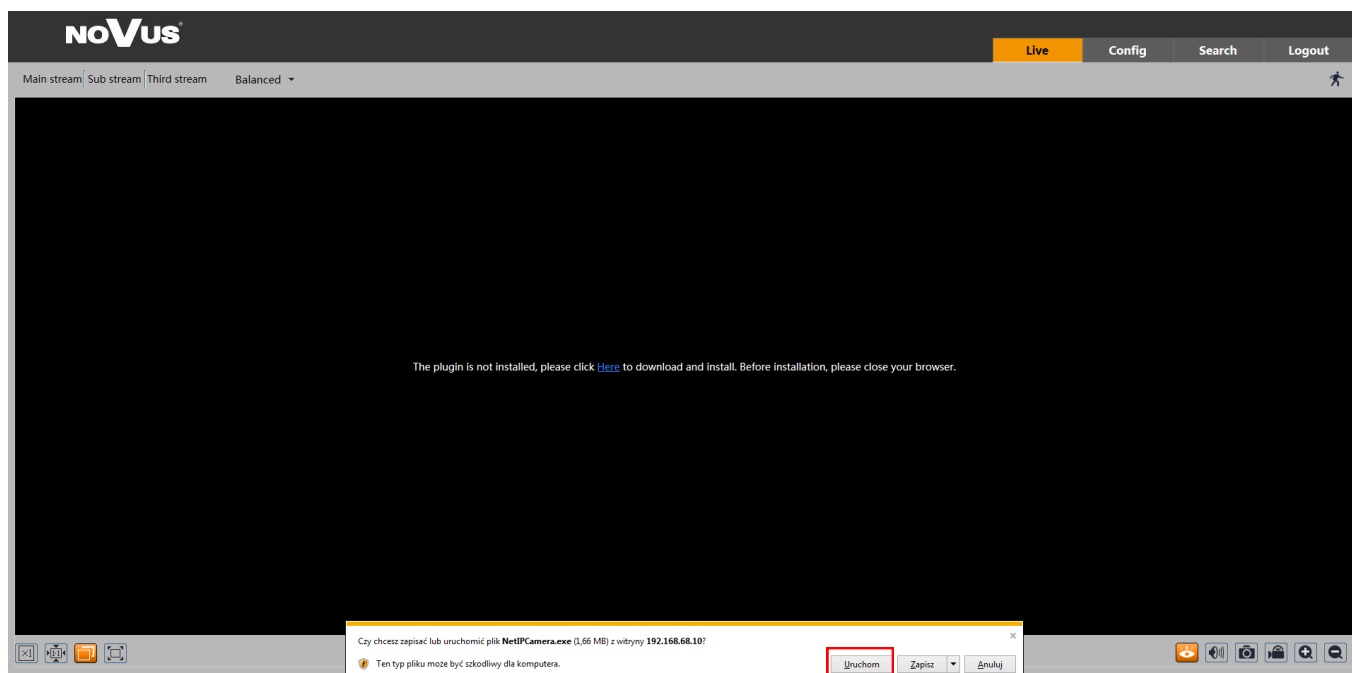 NOVUS®
Live Config Search Logout
Main stream Sub stream Third stream Balanced
The plugin is not installed, please click Here to download and install. Before installation, please close your browser.
Czy chcesz zapisać lub uruchomić plik NetIPCamera.exe (1,66 MB) z witryny 192.168.68.10?
Ten typ pliku może być szkodliwy dla komputera.
Uruchom Zapisz Anuluj